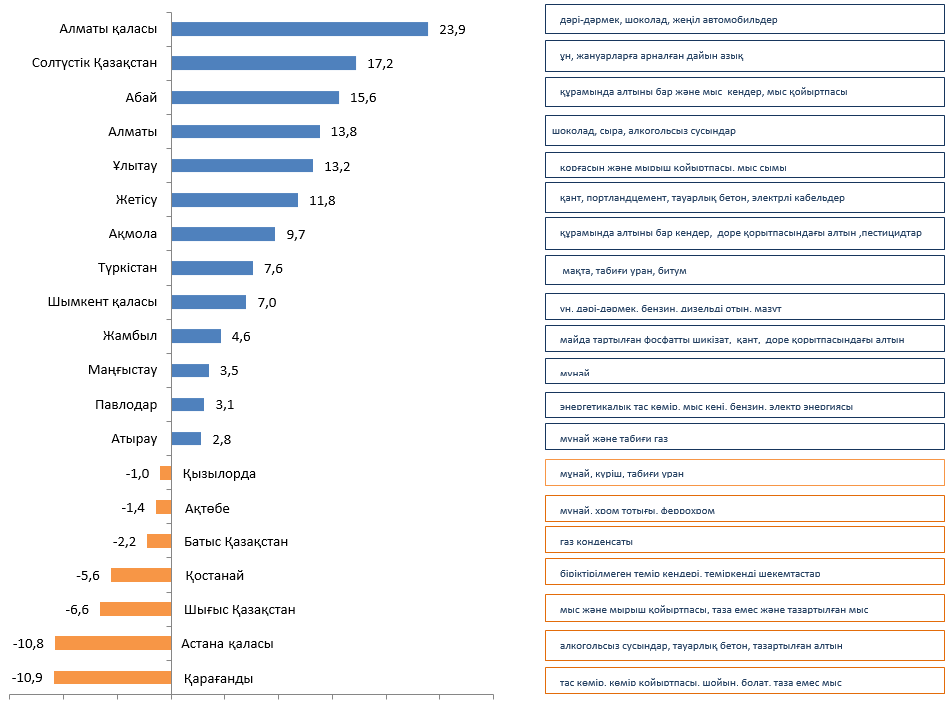 Алматы қаласы 23,9 дәрі-дәрмек, шоколад, жеңіл автомобильдер
Солтүстік Қазақстан 17,2 ұн, жануарларға арналған дайын азық
Абай 15,6 құрамында алтыны бар және мыс кендер, мыс қойыртпасы
Алматы 13,8 шоколад, сыра, алкогольсыз сусындар
Ұлытау 13,2 қорғасын және мырыш қойыртпасы, мыс сымы
Жетісу 11,8 қант, портландцемент, тауарлық бетон, электрлі кабельдер
Ақмола 9,7 құрамында алтыны бар кендер, доре қорытпасындағы алтын ,пестицидтар
Түркістан 7,6 мақта, табиғи уран, битум
Шымкент қаласы 7,0 ұн, дәрі-дәрмек, бензин, дизельді отын, мазут
Жамбыл 4,6 майда тартылған фосфатты шикізат, қант, доре қорытпасындағы алтын
Маңғыстау 3,5 мұнай
Павлодар 3,1 энергетикалық тас көмір, мыс кені, бензин, электр энергиясы
Атырау 2,8 мұнай және табиғи газ
-1,0 Қызылорда мұнай, күріш, табиғи уран
-1,4 Ақтөбе мұнай, хром тотығы, феррохром
-2,2 Батыс Қазақстан газ конденсаты
-5,6 Қостанай біріктірілмеген темір кендері, теміркенді шекемтастар
-6,6 Шығыс Қазақстан мыс және мырыш қойыртпасы, таза емес және тазартылған мыс
-10,8 Астана қаласы алкогольсыз сусындар, тауарлық бетон, тазартылған алтын
-10,9 Қарағанды тас көмір, көмір қойыртпасы, шойын, болат, таза емес мыс